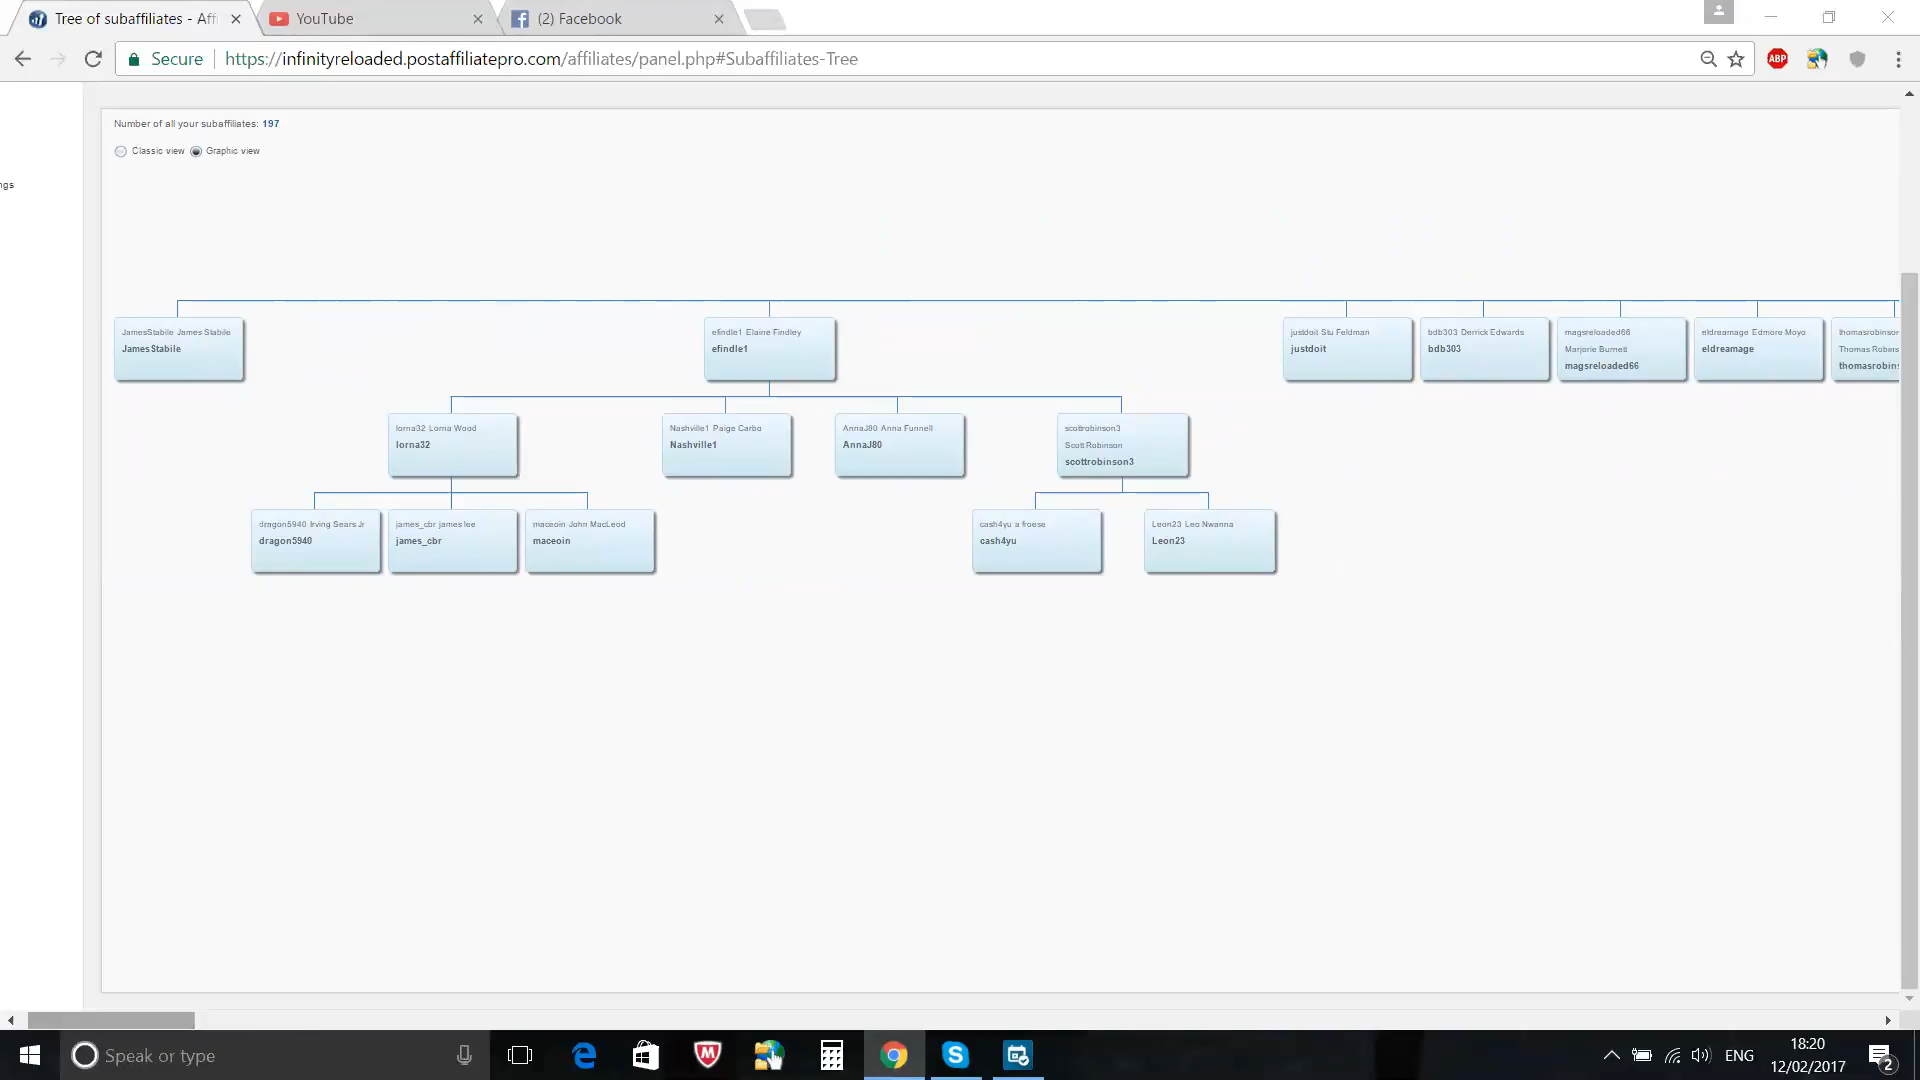 Tree of subaffiliates - Aff
YouTube
(2) Facebook
Secure
https://infinityreloaded.postaffiliatepro.com/affiliates/panel.php#Subaffiliates-Tree
ABP
Number of all your subaffiliates: 197
Classic view
Graphic view
ngs
JamesStabile James Stabile
JamesStabile
efindle1 Elaine Findley
efindle1
justdoit Stu Feldman
justdoit
bdb303 Derrick Edwards
bdb303
magsreloaded66
Marjorie Burnett
magsreloaded66
eldreamage Edmore Moyo
eldreamage
thomasrobinson
Thomas Robins
thomasrobins
lorna32 Lorna Wood
lorna32
Nashville1 Paige Carbo
Nashville1
AnnaJ80 Anna Funnell
AnnaJ80
scottrobinson3
Scott Robinson
scottrobinson3
dragon5940 Irving Sears Jr
dragon5940
james_cbr james lee
james_cbr
maceoin John MacLeod
maceoin
cash4yu a froese
cash4yu
Leon23 Leo Nwanna
Leon23
Speak or type
ENG
18:20
12/02/2017
2